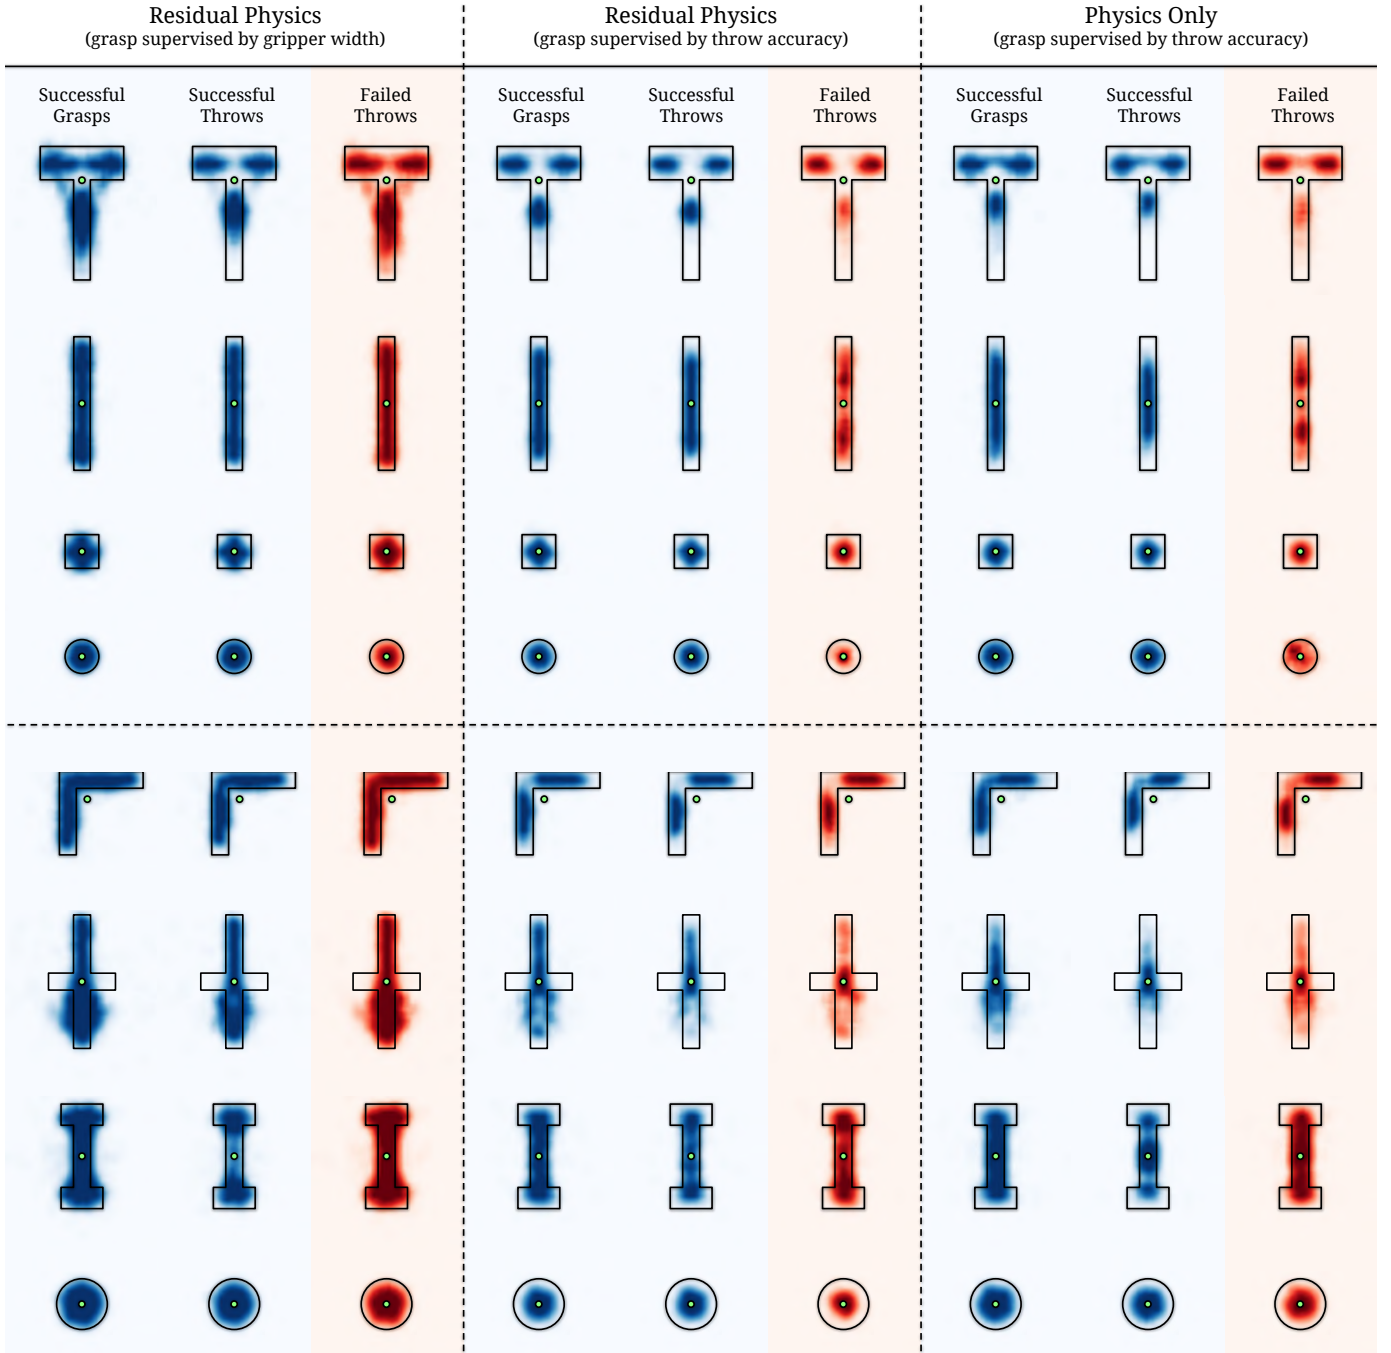 Residual Physics
(grasp supervised by gripper width)
Residual Physics
(grasp supervised by throw accuracy)
Physics Only
(grasp supervised by throw accuracy)
Successful
Grasps
Successful
Throws
Failed
Throws
Successful
Grasps
Successful
Throws
Failed
Throws
Successful
Grasps
Successful
Throws
Failed
Throws